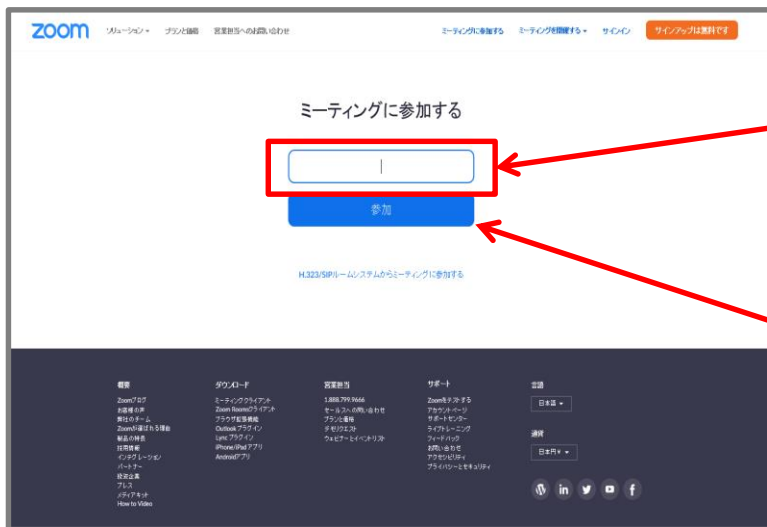 zoom
ソリューション
プランと価格
営業担当へのお問い合わせ
ミーティングに参加する
ミーティングを開催する
サインイン
サインアップは無料です
ミーティングに参加する
参加
H.323/SIPルームシステムからミーティングに参加する
概要
Zoomブログ
お客様の声
弊社のチーム
Zoomが選ばれる理由
製品の特長
採用情報
インテグレーション
パートナー
投資企業
プレス
メディアキット
How to Video
ダウンロード
ミーティングクライアント
Zoom Roomsクライアント
ブラウザ拡張機能
Outlookプラグイン
Lyncプラグイン
iPhone/iPadアプリ
Androidアプリ
営業担当
1.888.799.9666
セールスへの問い合わせ
プランと価格
デモリクエスト
ウェビナーとイベントリスト
サポート
Zoomをテストする
アカウントページ
サポートセンター
ライブトレーニング
フィードバック
お問い合わせ
アクセシビリティ
プライバシーとセキュリティ
言語
日本語
通貨
日本円￥
in
f